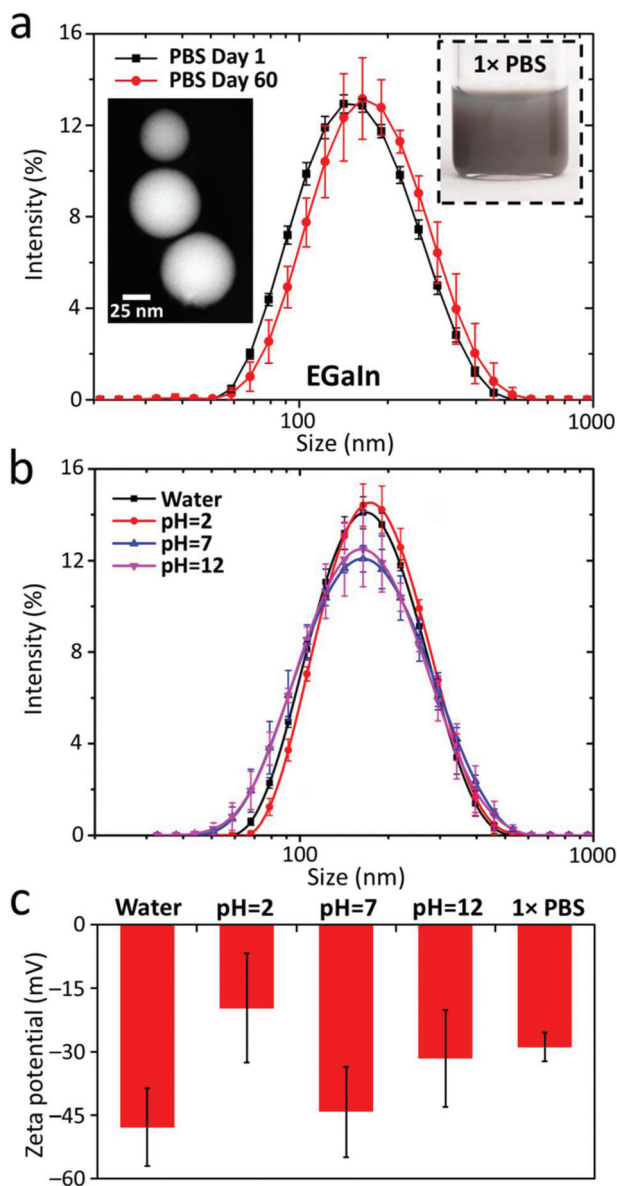 a
16
12
8
4
0
Intensity (%)
PBS Day 1
PBS Day 60
25 nm
1× PBS
EGaIn
100
1000
Size (nm)
b
16
12
8
4
0
Intensity (%)
Water
pH=2
pH=7
pH=12
100
1000
Size (nm)
c
Water pH=2 pH=7 pH=12 1× PBS
0
−15
−30
−45
−60
Zeta potential (mV)